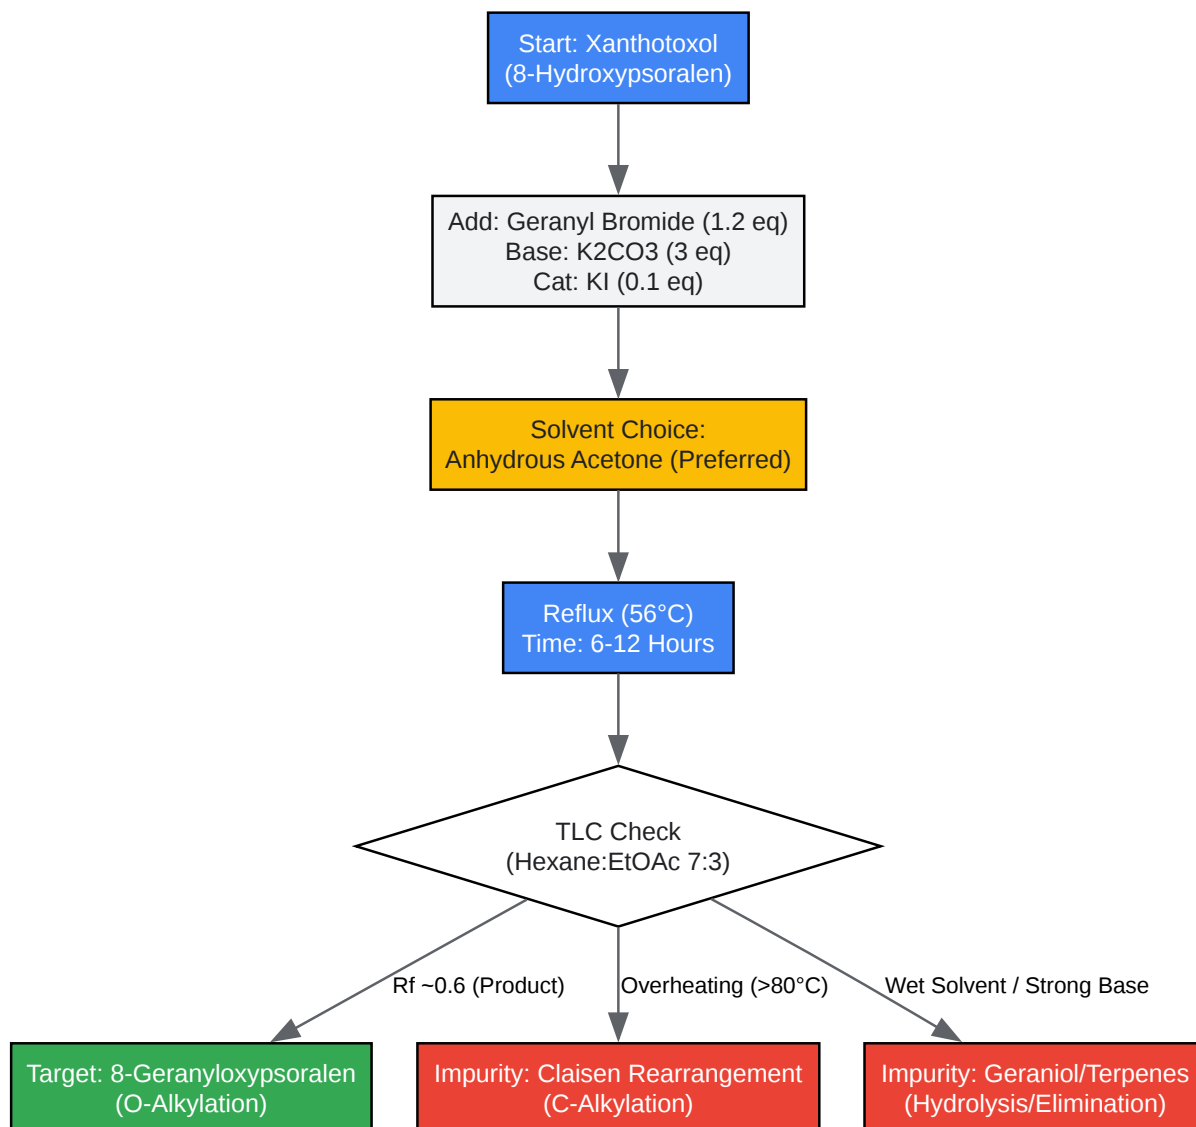 Start: Xanthotoxol
(8-Hydroxypsoralen)
Add: Geranyl Bromide (1.2 eq)
Base: K2CO3 (3 eq)
Cat: KI (0.1 eq)
Solvent Choice:
Anhydrous Acetone (Preferred)
Reflux (56°C)
Time: 6-12 Hours
TLC Check
(Hexane:EtOAc 7:3)
Rf ~0.6 (Product)
Overheating (>80°C)
Wet Solvent / Strong Base
Target: 8-Geranyloxypsoralen
(O-Alkylation)
Impurity: Claisen Rearrangement
(C-Alkylation)
Impurity: Geraniol/Terpenes
(Hydrolysis/Elimination)